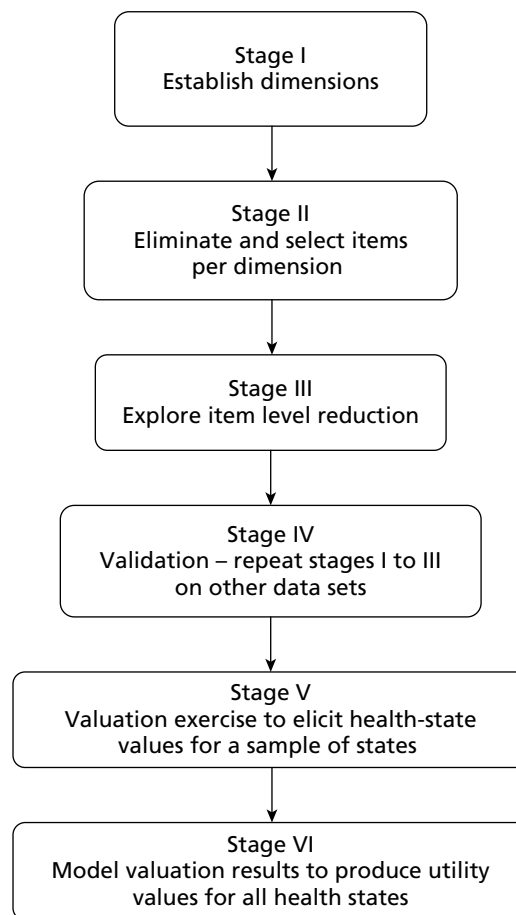 Stage I
Establish dimensions
Stage II
Eliminate and select items
per dimension
Stage III
Explore item level reduction
Stage IV
Validation – repeat stages I to III
on other data sets
Stage V
Valuation exercise to elicit health-state
values for a sample of states
Stage VI
Model valuation results to produce utility
values for all health states